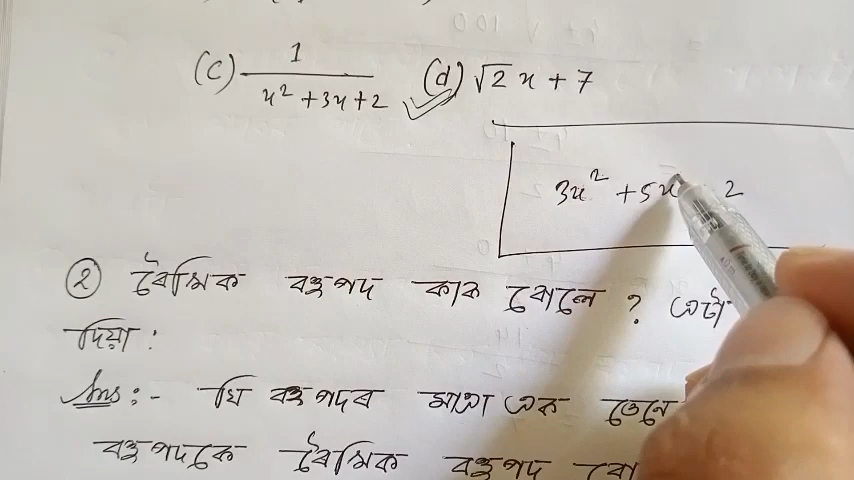 (c) 1/(x² + 3x + 2) (d) √2 x + 7
3x² + 5x 2
② ৰৈখিক বহুপদ কাক বোলে ? এটা
দিয়া :
Ans :- যি বহুপদৰ মাত্ৰা এক তেনে
বহুপদকে ৰৈখিক বহুপদ বো